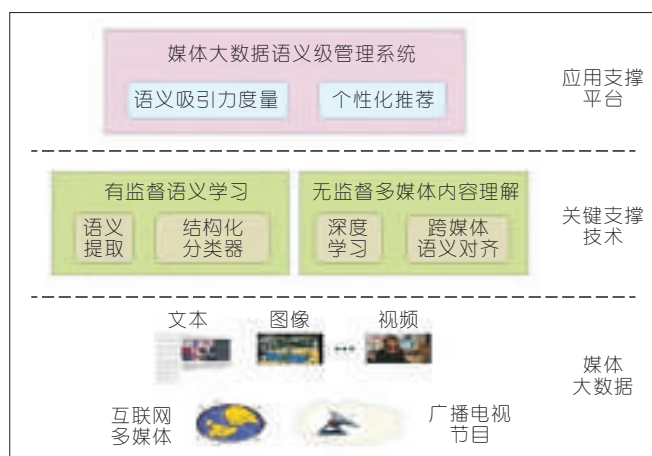 媒体大数据语义级管理系统
语义吸引力度量
个性化推荐
应用支撑
平台
有监督语义学习
语义
提取
结构化
分类器
无监督多媒体内容理解
深度
学习
跨媒体
语义对齐
关键支撑
技术
文本
图像
视频
互联网
多媒体
广播电视
节目
媒体
大数据